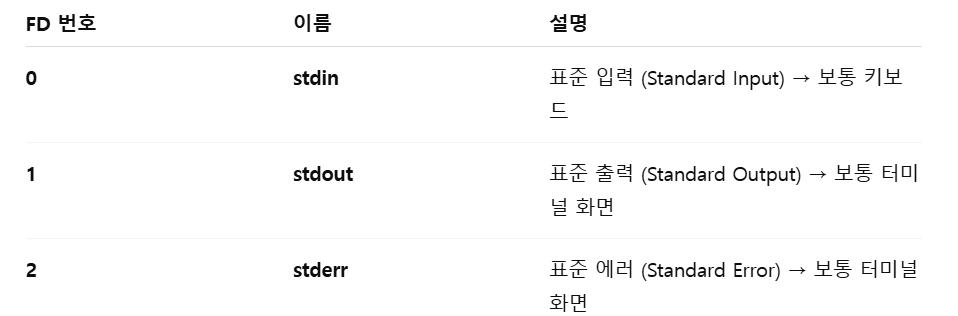 FD 번호 이름 설명
0 stdin 표준 입력 (Standard Input) → 보통 키보
드
1 stdout 표준 출력 (Standard Output) → 보통 터미
널 화면
2 stderr 표준 에러 (Standard Error) → 보통 터미널
화면